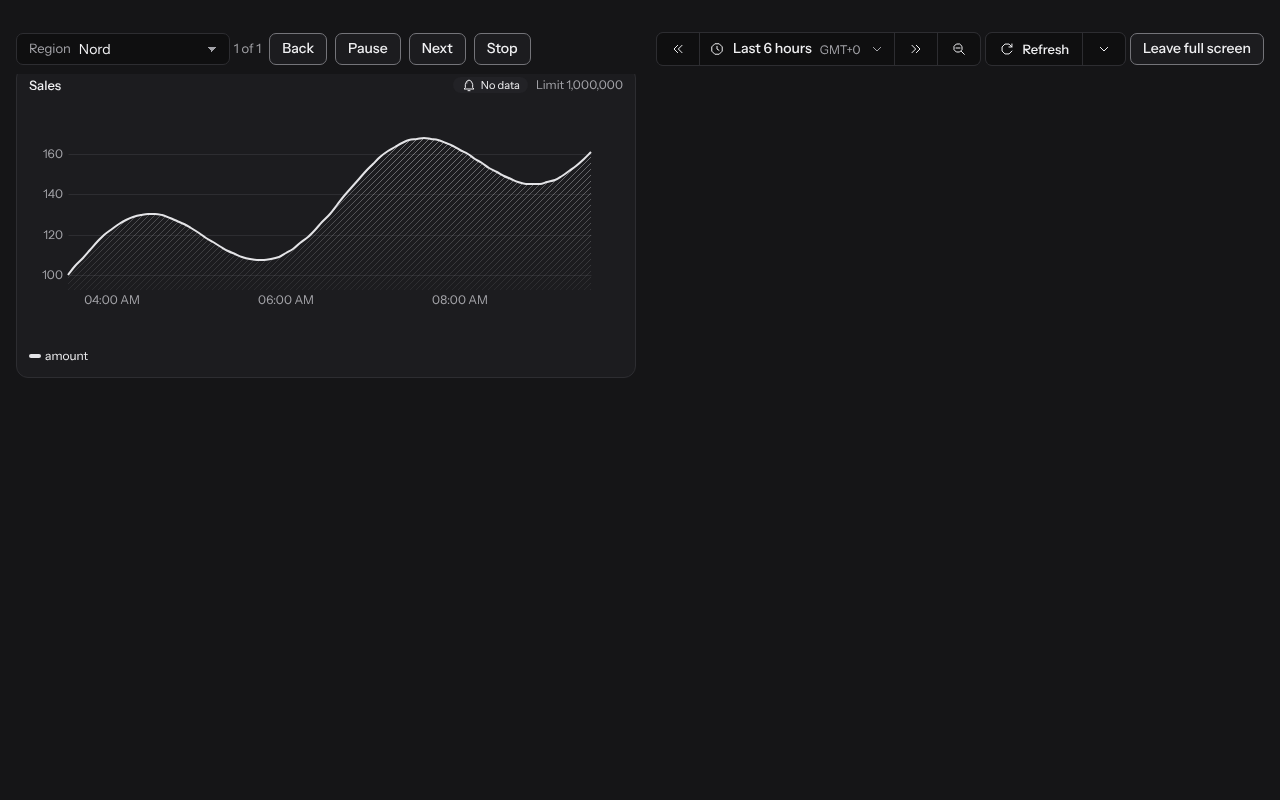 Region Nord 1 of 1 Back Pause Next Stop Last 6 hours GMT+0 Refresh Leave full screen
Sales No data Limit 1,000,000
160
140
120
100
04:00 AM 06:00 AM 08:00 AM
amount